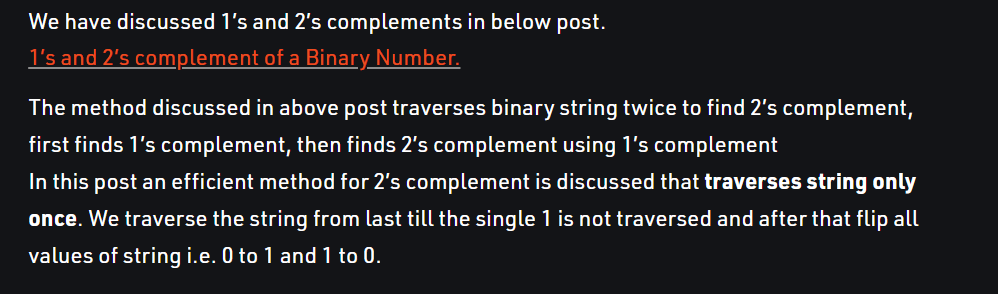 We have discussed 1’s and 2’s complements in below post.
1’s and 2’s complement of a Binary Number.
The method discussed in above post traverses binary string twice to find 2’s complement,
first finds 1’s complement, then finds 2’s complement using 1’s complement
In this post an efficient method for 2’s complement is discussed that traverses string only
once. We traverse the string from last till the single 1 is not traversed and after that flip all
values of string i.e. 0 to 1 and 1 to 0.